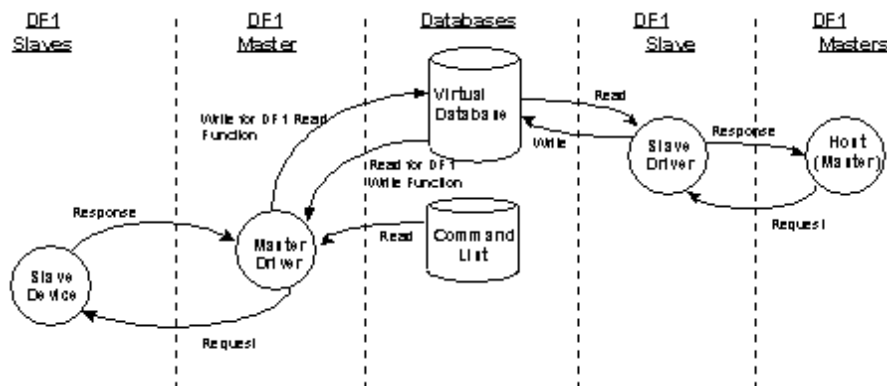 DF1
Slaves
DF1
Master
Databases
DF1
Slave
DF1
Masters
Virtual
Database
Read
Write
Write for DF1 Read
Function
Read for DF1
Write Function
Slave
Driver
Response
Host
(Master)
Request
Response
Master
Driver
Read
Command
List
Slave
Device
Request